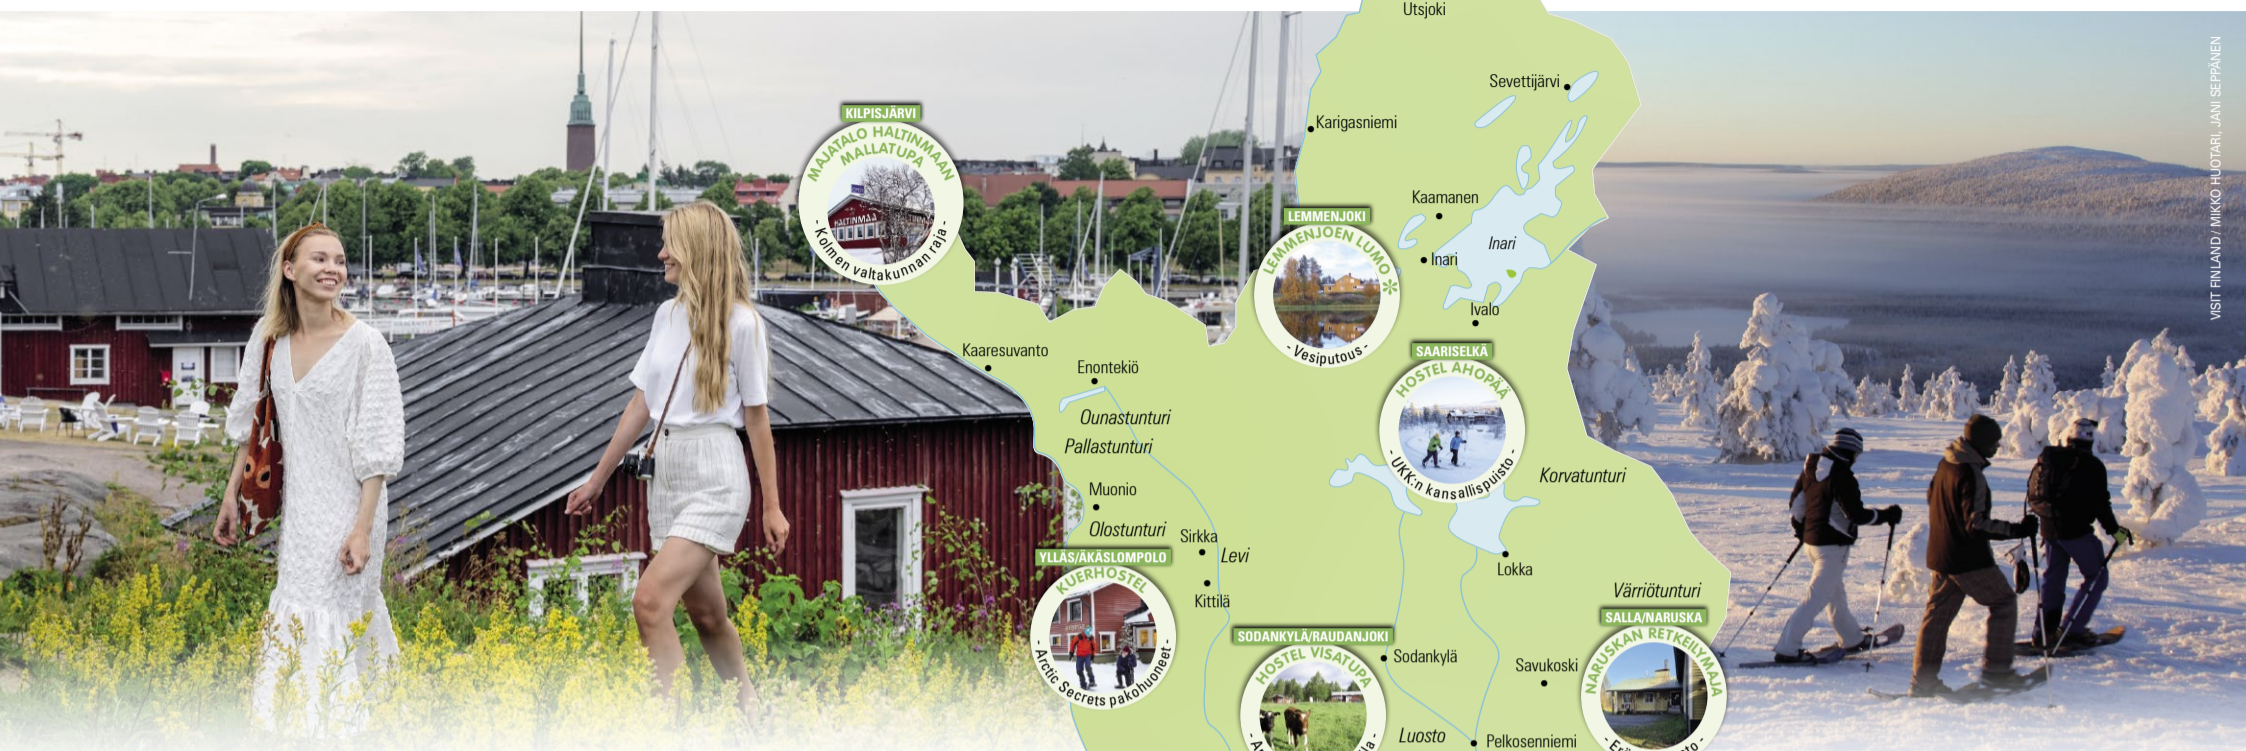 Utsjoki
Sevettijärvi
Karigasniemi
VISIT FINLAND / MIKKO HUOTARI, JANI SEPPÄNEN
KILPISJÄRVI
MAJATALO HALTINMAAN
MALLATUPA
HALTINMAA
- Kolmen valtakunnan raja -
Kaamanen
LEMMENJOKI
LEMMENJOEN LUMO *
- Vesiputous -
Inari
Inari
Ivalo
Kaaresuvanto
Enontekiö
SAARISELKÄ
HOSTEL AHOPÄÄ
- UKK:n kansallispuisto -
Ounastunturi
Pallastunturi
Korvatunturi
Muonio
Olostunturi
Sirkka
Levi
YLLÄS/ÄKÄSLOMPOLO
KUERHOSTEL
- Arctic Secrets pakohuoneet -
Lokka
Kittilä
Värriötunturi
SALLA/NARUSKA
NARUSKAN RETKEILYMAJA
SODANKYLÄ/RAUDANJOKI
HOSTEL VISATUPA
Sodankylä
Savukoski
Luosto
Pelkosenniemi